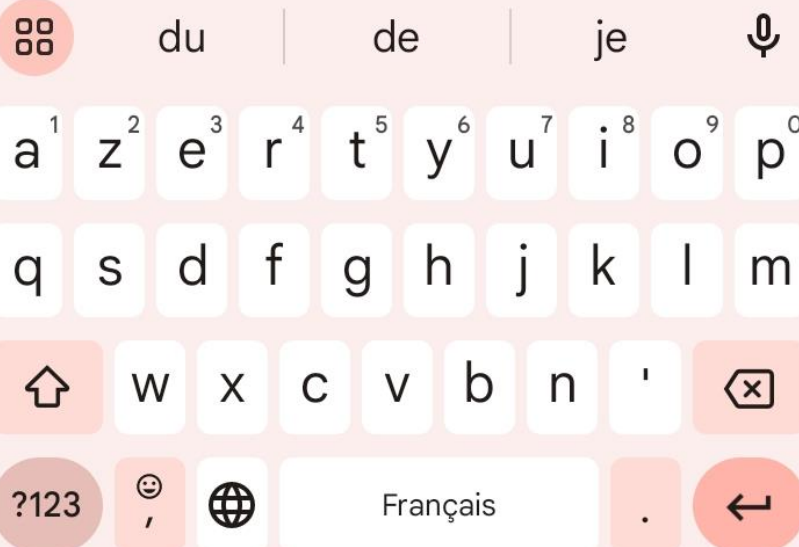 du de je
a1 z2 e3 r4 t5 y6 u7 i8 o9 p0
q s d f g h j k l m
w x c v b n '
?123 , Français .